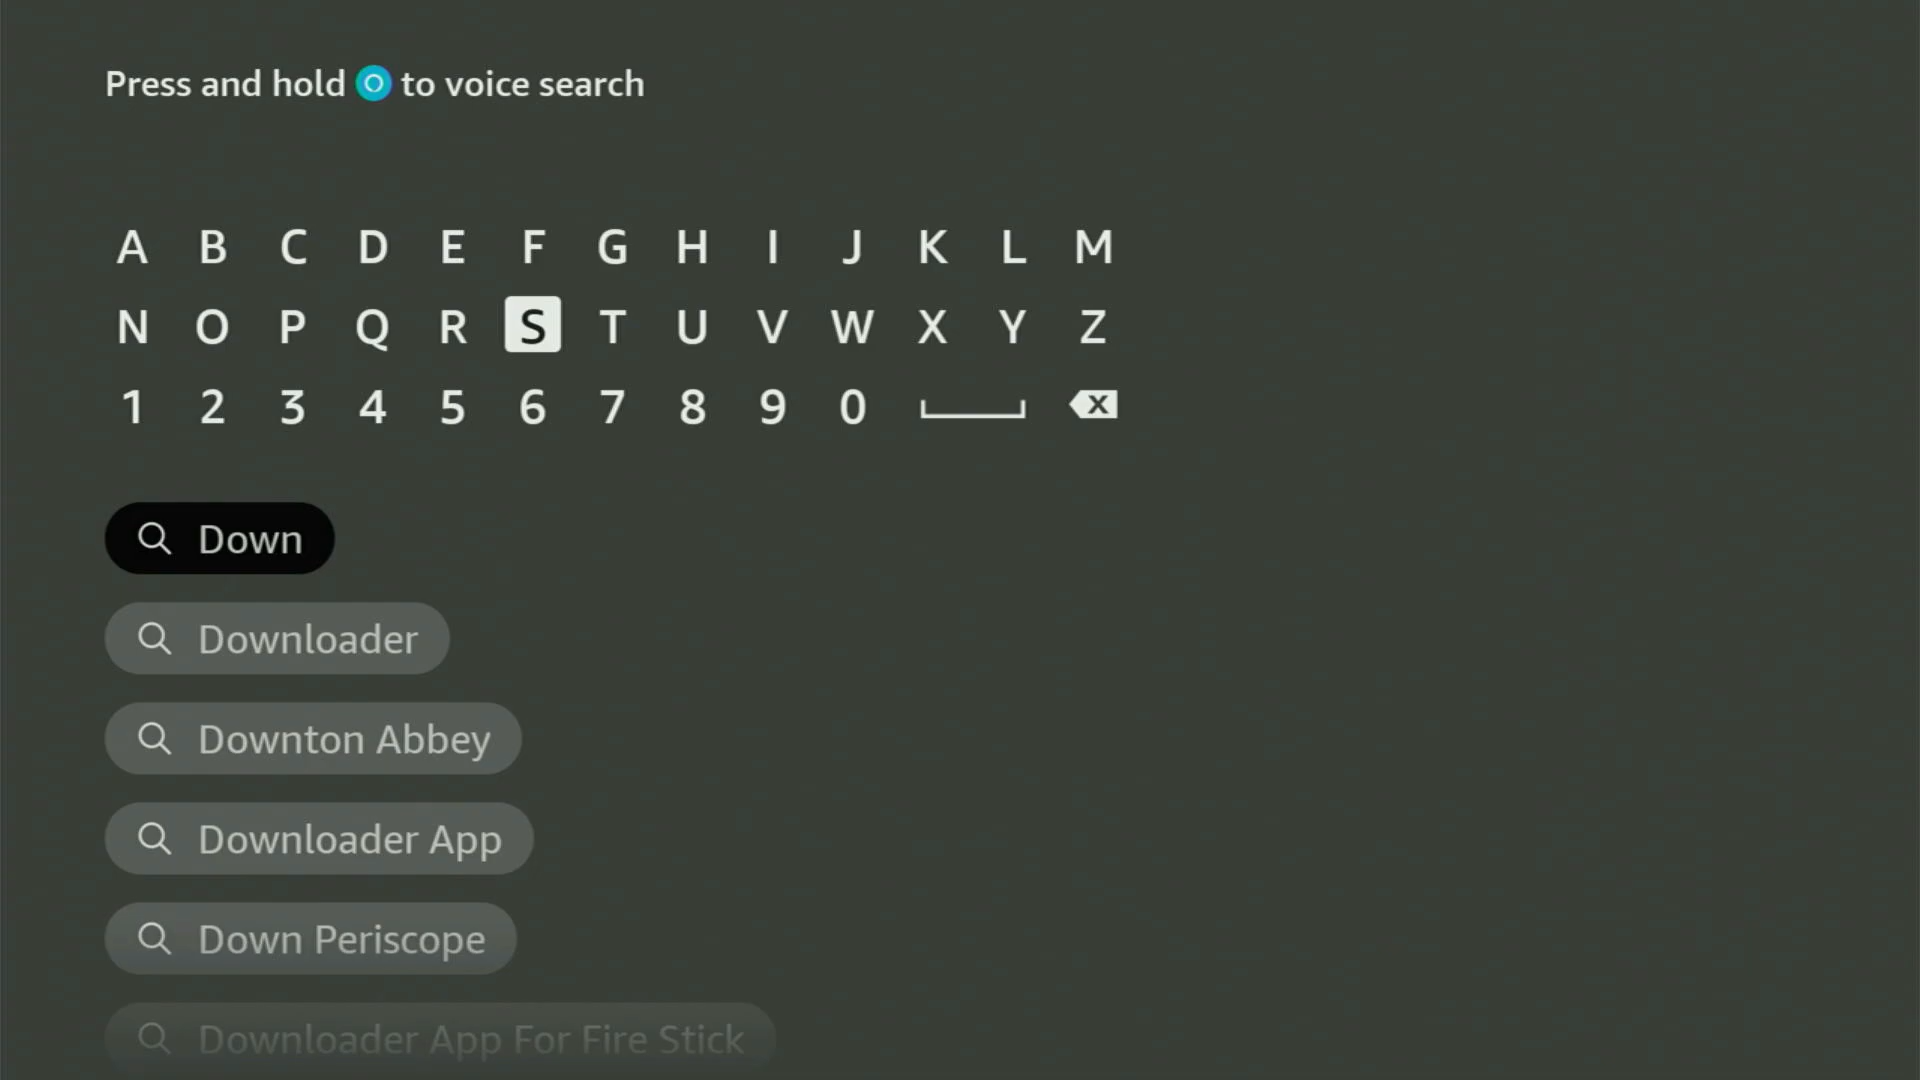 Press and hold to voice search
A B C D E F G H I J K L M
N O P Q R S T U V W X Y Z
1 2 3 4 5 6 7 8 9 0
Down
Downloader
Downton Abbey
Downloader App
Down Periscope
Downloader App For Fire Stick